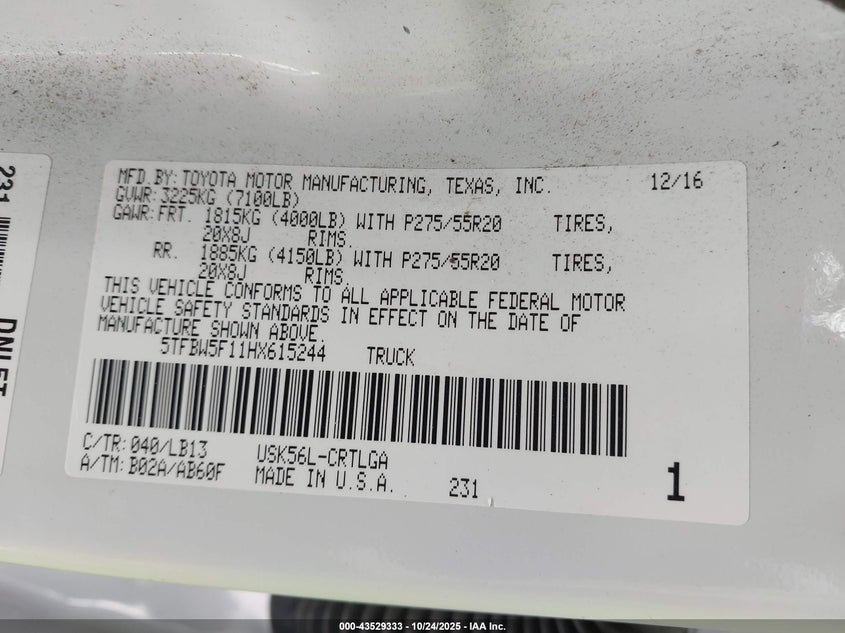 MFD.BY: TOYOTA MOTOR MANUFACTURING, TEXAS, INC. 12/16
GVWR: 3225KG (7100LB)
GAWR: FRT. 1815KG (4000LB) WITH P275/55R20 TIRES,
20X8J RIMS.
RR. 1885KG (4150LB) WITH P275/55R20 TIRES,
20X8J RIMS.
THIS VEHICLE CONFORMS TO ALL APPLICABLE FEDERAL MOTOR
VEHICLE SAFETY STANDARDS IN EFFECT ON THE DATE OF
MANUFACTURE SHOWN ABOVE.
5TFBW5F11HX615244 TRUCK
C/TR: 040/LB13 USK56L-CRTLGA
A/TM: B02A/AB60F MADE IN U.S.A. 231
1
231
000-43529333 - 10/24/2025 - IAA Inc.